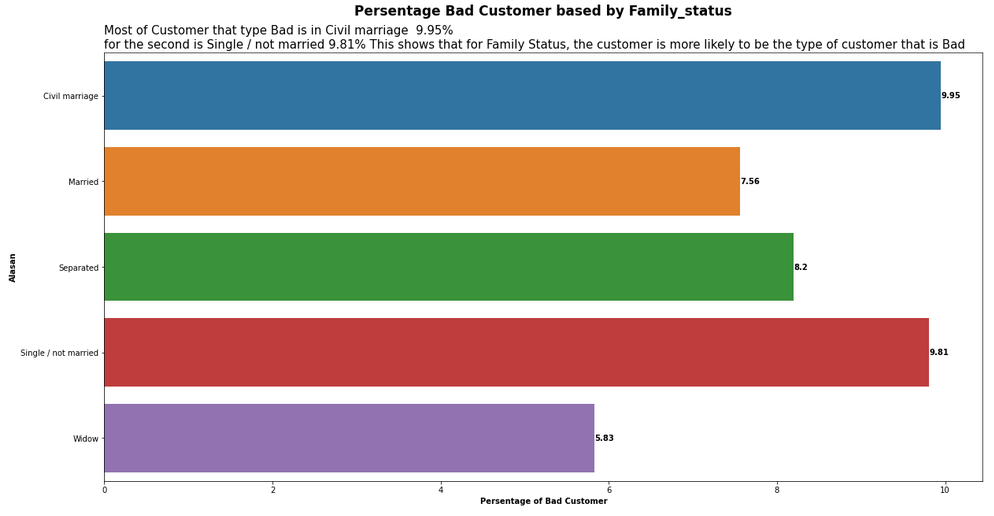 Persentage Bad Customer based by Family_status
Most of Customer that type Bad is in Civil marriage  9.95%
for the second is Single / not married 9.81% This shows that for Family Status, the customer is more likely to be the type of customer that is Bad
Civil marriage
9.95
Married
7.56
Separated
8.2
Alasan
Single / not married
9.81
Widow
5.83
0 2 4 6 8 10
Percentage of Bad Customer